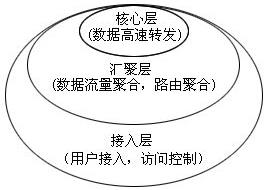 核心层
(数据高速转发)
汇聚层
(数据流量聚合，路由聚合)
接入层
(用户接入，访问控制)